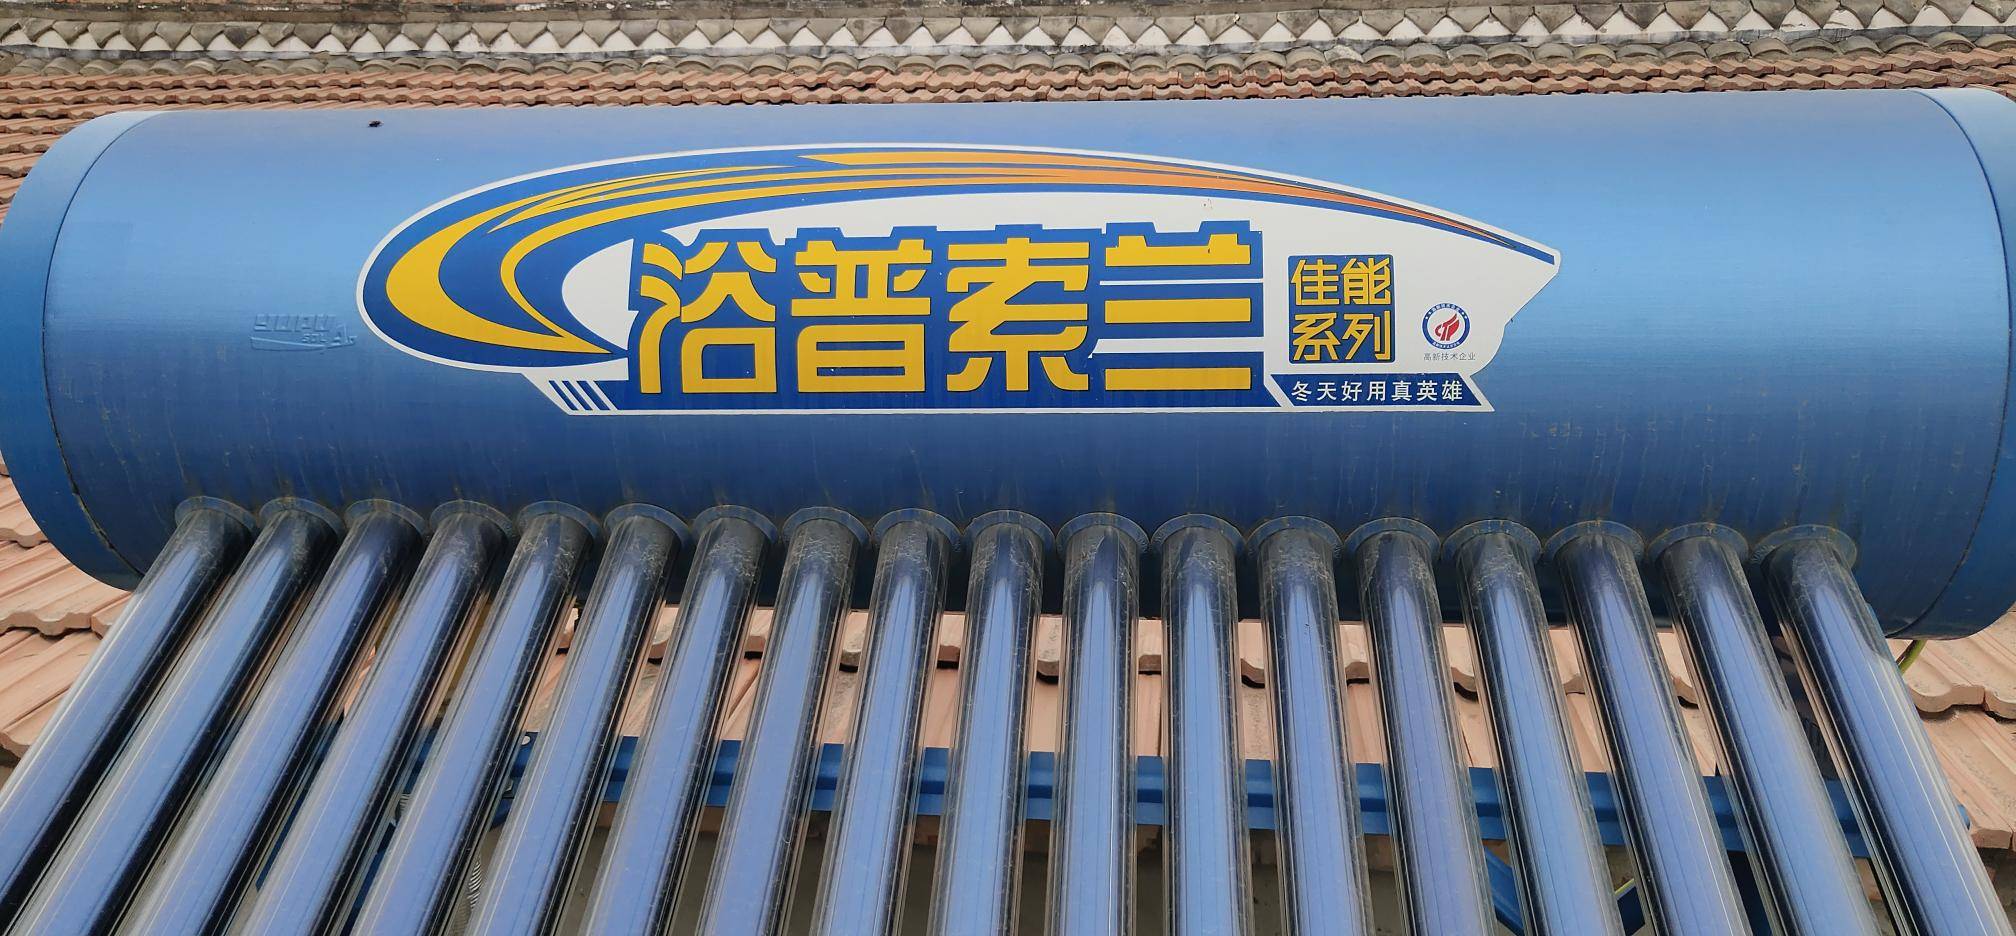 浴普索兰
佳能
系列
高新技术企业
冬天好用真英雄